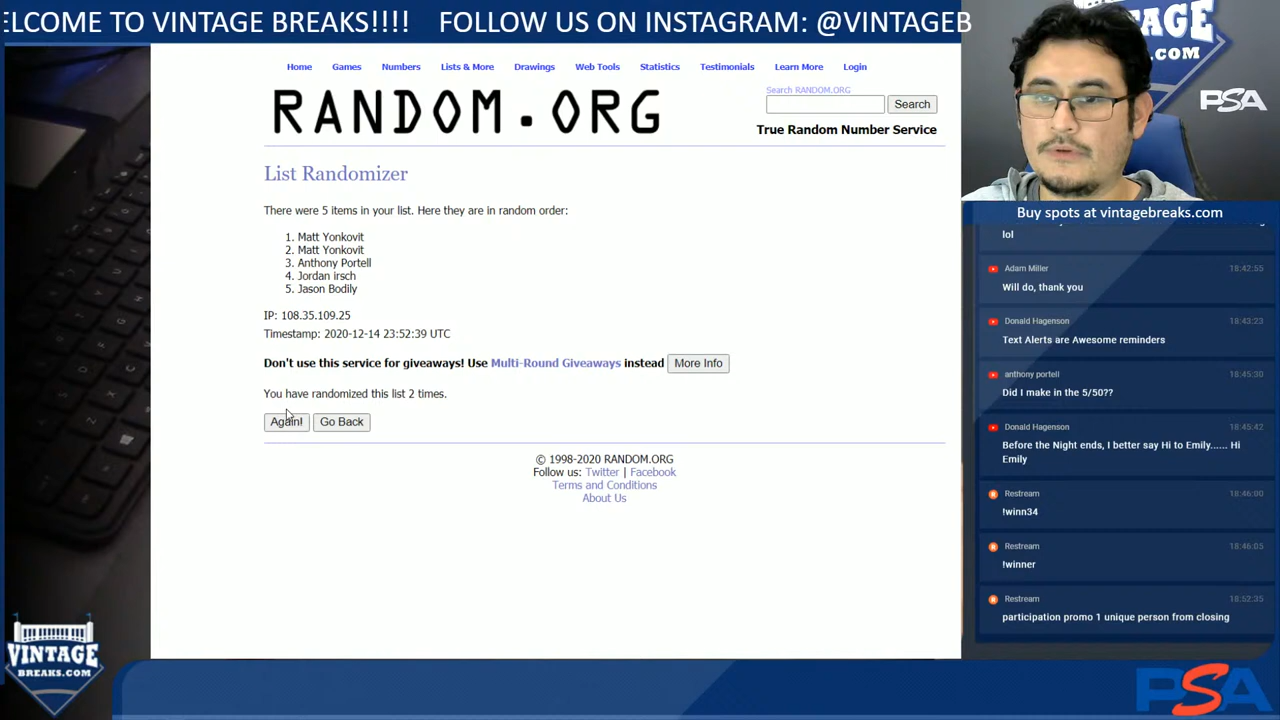 ELCOME TO VINTAGE BREAKS!!!! FOLLOW US ON INSTAGRAM: @VINTAGEB
VINTAGE
.COM
PSA
Home Games Numbers Lists & More Drawings Web Tools Statistics Testimonials Learn More Login
Search RANDOM.ORG
RANDOM.ORG
Search
True Random Number Service
List Randomizer
There were 5 items in your list. Here they are in random order:
1. Matt Yonkovit
2. Matt Yonkovit
3. Anthony Portell
4. Jordan irsch
5. Jason Bodily
IP: 108.35.109.25
Timestamp: 2020-12-14 23:52:39 UTC
Don't use this service for giveaways! Use Multi-Round Giveaways instead More Info
You have randomized this list 2 times.
Again! Go Back
© 1998-2020 RANDOM.ORG
Follow us: Twitter | Facebook
Terms and Conditions
About Us
Buy spots at vintagebreaks.com
lol
Adam Miller 18:42:55
Will do, thank you
Donald Hagenson 18:43:23
Text Alerts are Awesome reminders
anthony portell 18:45:30
Did I make in the 5/50??
Donald Hagenson 18:45:42
Before the Night ends, I better say Hi to Emily...... Hi
Emily
Restream 18:46:00
!winn34
Restream 18:46:05
!winner
Restream 18:52:35
participation promo 1 unique person from closing
VINTAGE
BREAKS.COM
PSA